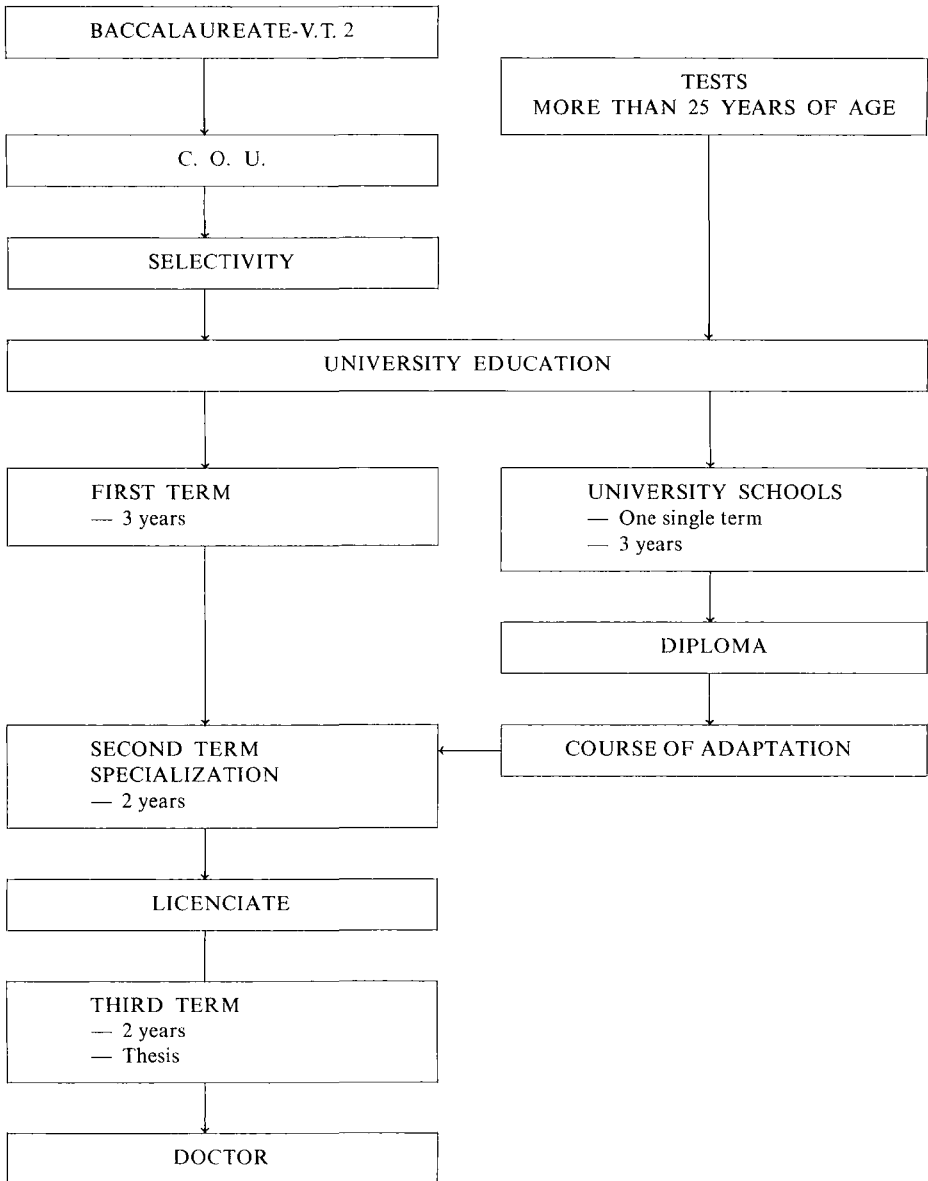 BACCALAUREATE-V.T. 2
TESTS
MORE THAN 25 YEARS OF AGE
C. O. U.
SELECTIVITY
UNIVERSITY EDUCATION
FIRST TERM
— 3 years
UNIVERSITY SCHOOLS
— One single term
— 3 years
DIPLOMA
SECOND TERM
SPECIALIZATION
— 2 years
COURSE OF ADAPTATION
LICENCIATE
THIRD TERM
— 2 years
— Thesis
DOCTOR